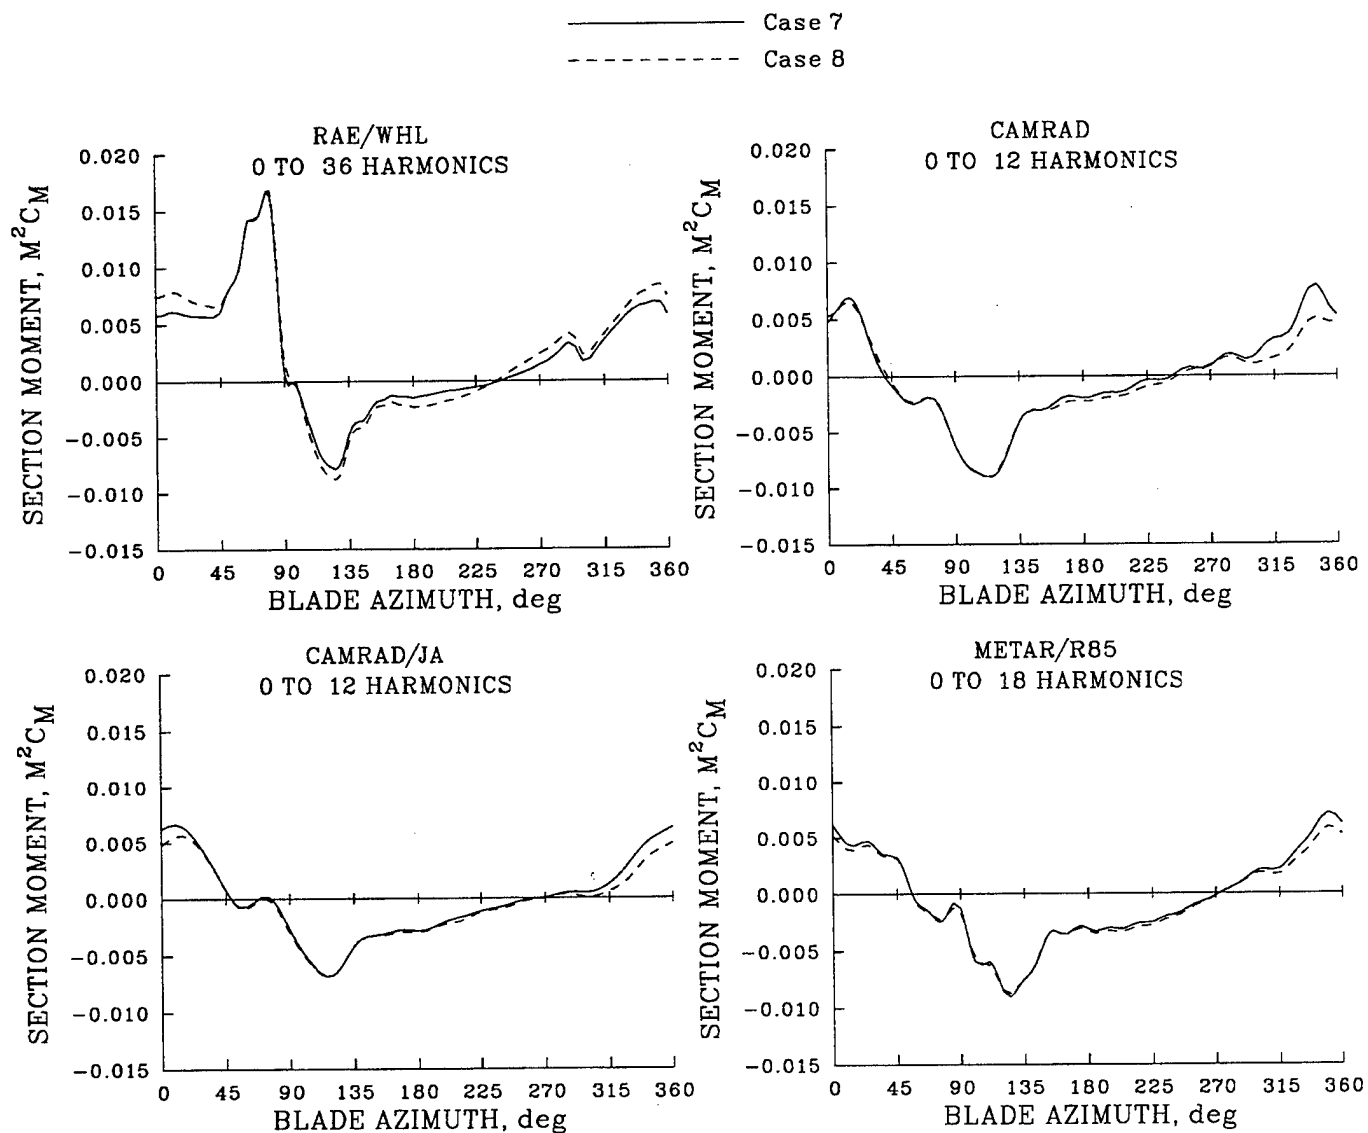 Case 7
Case 8
RAE/WHL
0 TO 36 HARMONICS
0.020
0.015
0.010
0.005
0.000
−0.005
−0.010
−0.015
SECTION MOMENT, M²C_M
0 45 90 135 180 225 270 315 360
BLADE AZIMUTH, deg
CAMRAD
0 TO 12 HARMONICS
0.020
0.015
0.010
0.005
0.000
−0.005
−0.010
−0.015
SECTION MOMENT, M²C_M
0 45 90 135 180 225 270 315 360
BLADE AZIMUTH, deg
CAMRAD/JA
0 TO 12 HARMONICS
0.020
0.015
0.010
0.005
0.000
−0.005
−0.010
−0.015
SECTION MOMENT, M²C_M
0 45 90 135 180 225 270 315 360
BLADE AZIMUTH, deg
METAR/R85
0 TO 18 HARMONICS
0.020
0.015
0.010
0.005
0.000
−0.005
−0.010
−0.015
SECTION MOMENT, M²C_M
0 45 90 135 180 225 270 315 360
BLADE AZIMUTH, deg